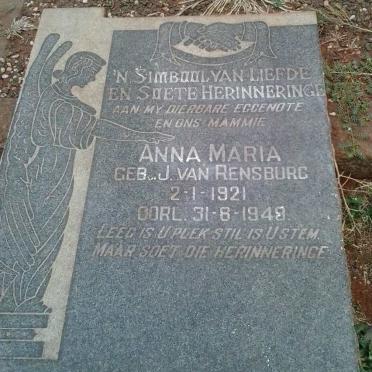 'N SIMBOOL VAN LIEFDE
EN SOETE HERINNERINGE
AAN MY DIERBARE EGGENOTE
EN ONS MAMMIE
ANNA MARIA
GEB. J. VAN RENSBURG
2-1-1921
OORL. 31-8-1949
LEEG IS U PLEK STIL IS U STEM.
MAAR SOET DIE HERINNERINGE